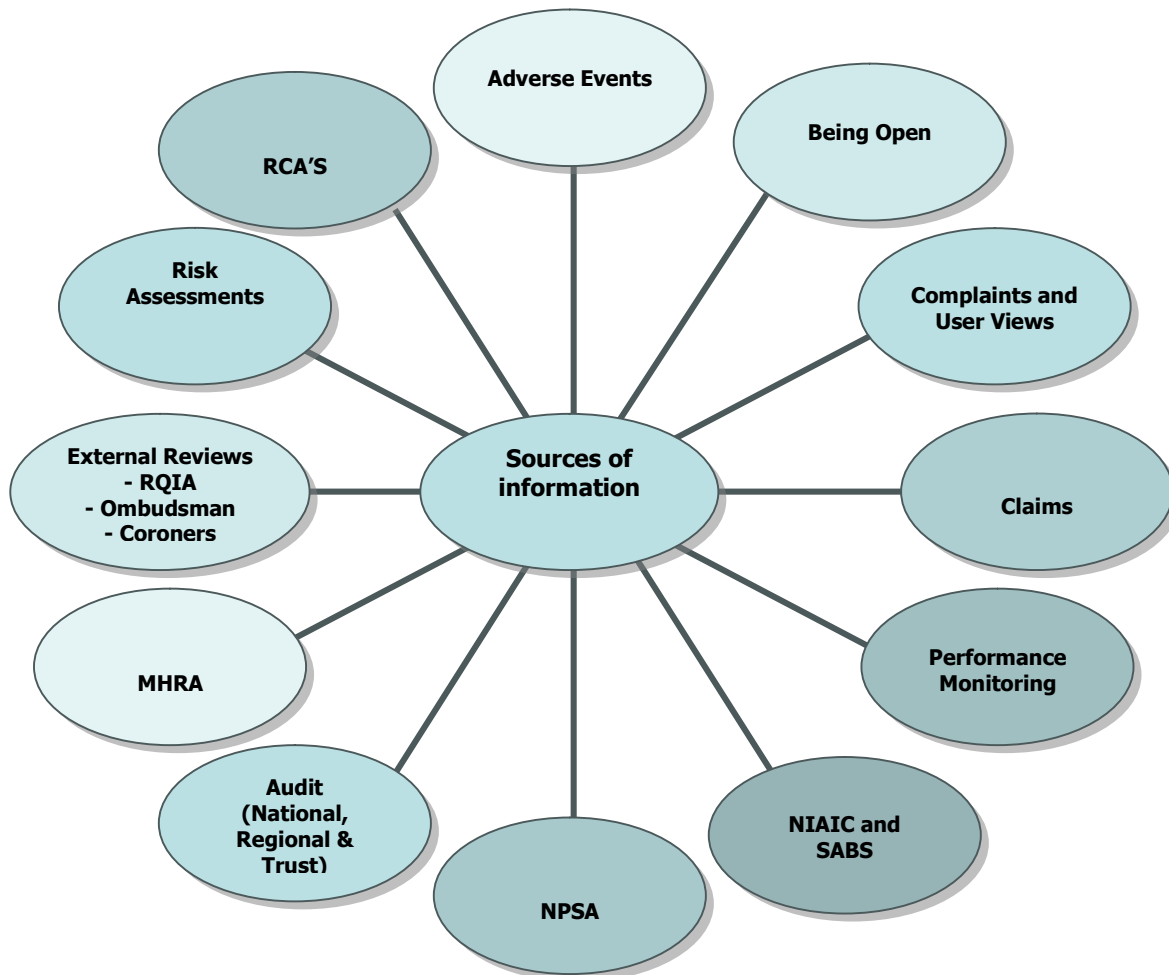 Adverse Events
Being Open
RCA'S
Risk
Assessments
Complaints and
User Views
External Reviews
- RQIA
- Ombudsman
- Coroners
Sources of
information
Claims
MHRA
Performance
Monitoring
Audit
(National,
Regional &
Trust)
NIAIC and
SABS
NPSA